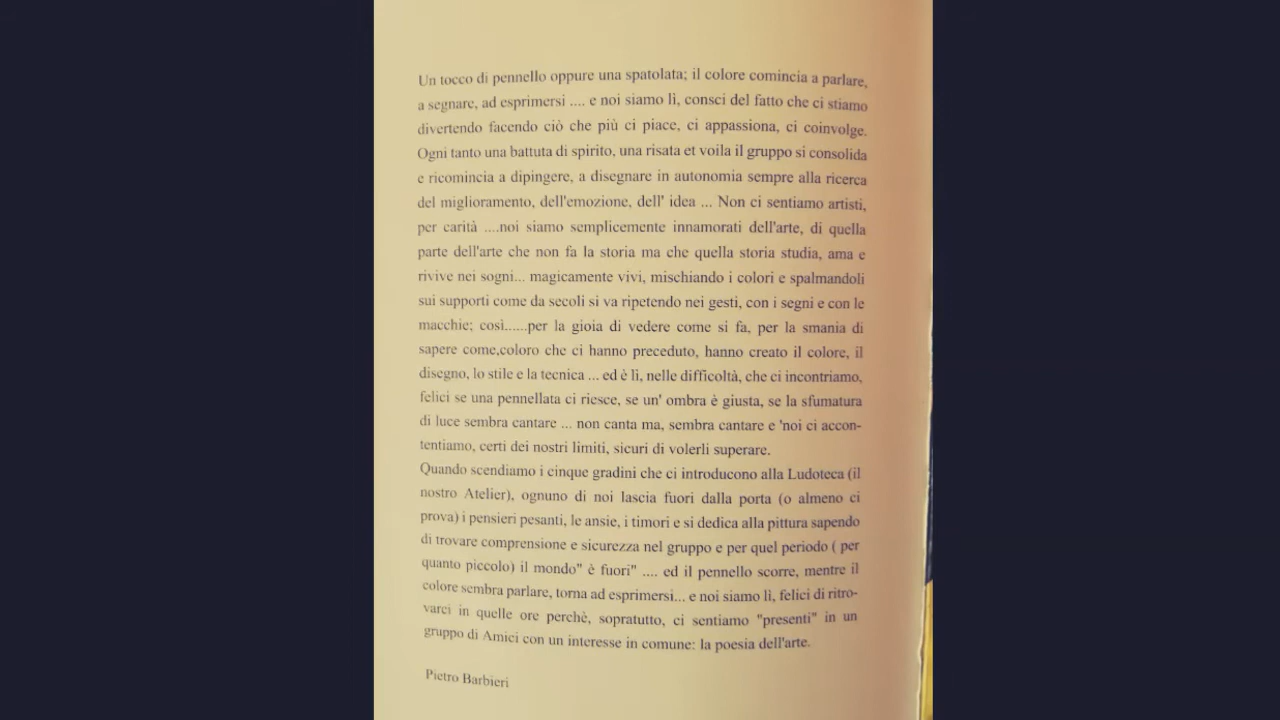 Un tocco di pennello oppure una spatolata; il colore comincia a parlare,
a segnare, ad esprimersi .... e noi siamo lì, consci del fatto che ci stiamo
divertendo facendo ciò che più ci piace, ci appassiona, ci coinvolge.
Ogni tanto una battuta di spirito, una risata et voila il gruppo si consolida
e ricomincia a dipingere, a disegnare in autonomia sempre alla ricerca
del miglioramento, dell'emozione, dell' idea ... Non ci sentiamo artisti,
per carità ....noi siamo semplicemente innamorati dell'arte, di quella
parte dell'arte che non fa la storia ma che quella storia studia, ama e
rivive nei sogni... magicamente vivi, mischiando i colori e spalmandoli
sui supporti come da secoli si va ripetendo nei gesti, con i segni e con le
macchie; così......per la gioia di vedere come si fa, per la smania di
sapere come,coloro che ci hanno preceduto, hanno creato il colore, il
disegno, lo stile e la tecnica ... ed è lì, nelle difficoltà, che ci incontriamo,
felici se una pennellata ci riesce, se un' ombra è giusta, se la sfumatura
di luce sembra cantare ... non canta ma, sembra cantare e 'noi ci accon-
tentiamo, certi dei nostri limiti, sicuri di volerli superare.
Quando scendiamo i cinque gradini che ci introducono alla Ludoteca (il
nostro Atelier), ognuno di noi lascia fuori dalla porta (o almeno ci
prova) i pensieri pesanti, le ansie, i timori e si dedica alla pittura sapendo
di trovare comprensione e sicurezza nel gruppo e per quel periodo ( per
quanto piccolo) il mondo" è fuori" .... ed il pennello scorre, mentre il
colore sembra parlare, torna ad esprimersi... e noi siamo lì, felici di ritro-
varci in quelle ore perchè, sopratutto, ci sentiamo "presenti" in un
gruppo di Amici con un interesse in comune: la poesia dell'arte.
Pietro Barbieri